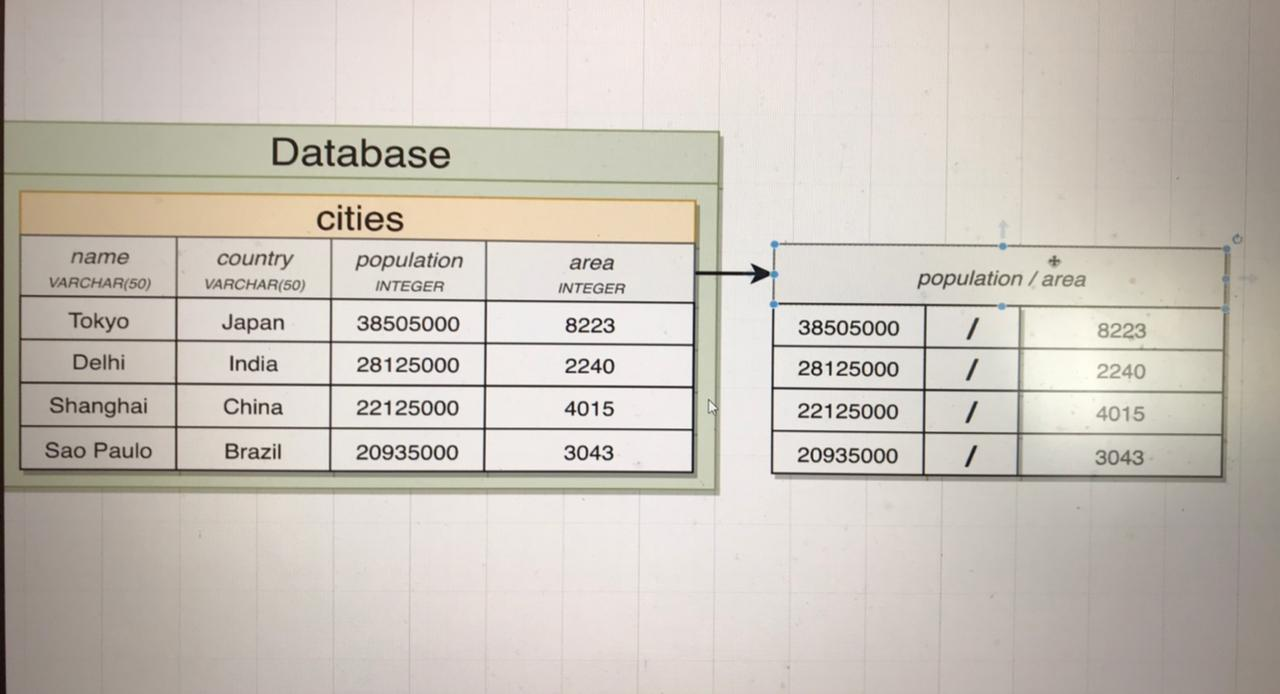 Database
cities
name country population area
VARCHAR(50) VARCHAR(50) INTEGER INTEGER
Tokyo Japan 38505000 8223
Delhi India 28125000 2240
Shanghai China 22125000 4015
Sao Paulo Brazil 20935000 3043
population / area
38505000 / 8223
28125000 / 2240
22125000 / 4015
20935000 / 3043